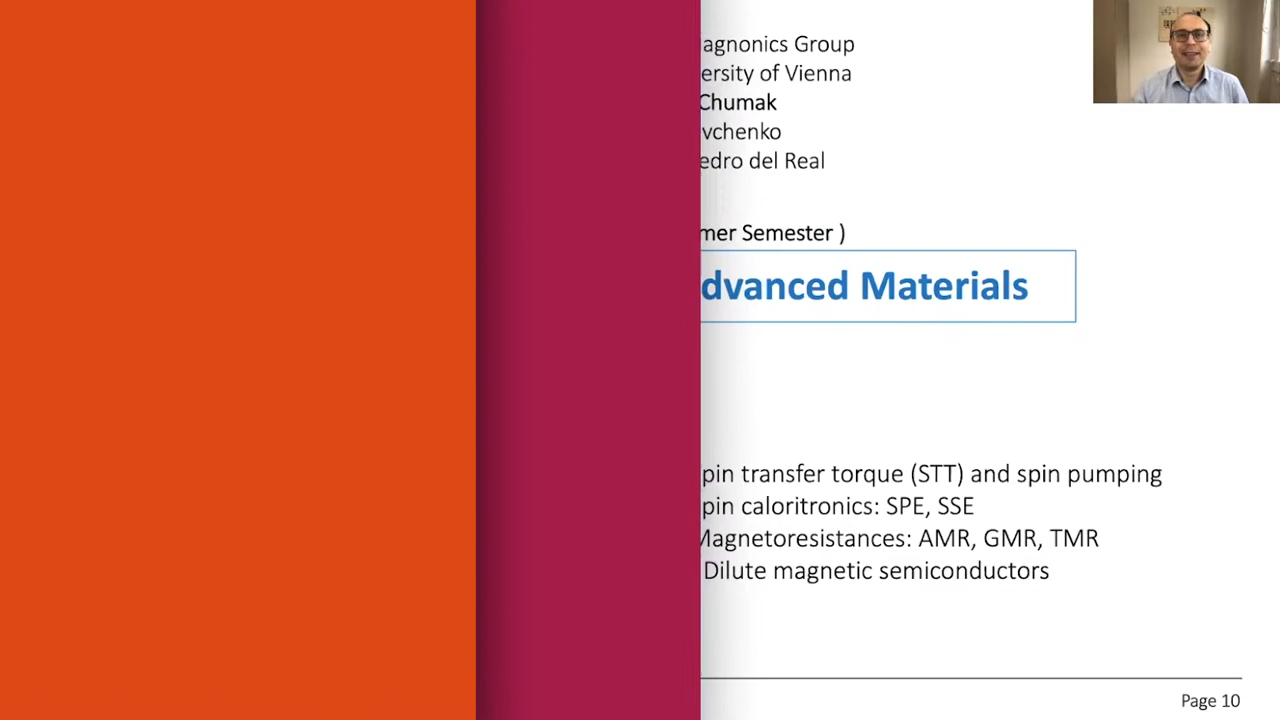 agnonics Group
ersity of Vienna
Chumak
vchenko
edro del Real
mer Semester )
dvanced Materials
pin transfer torque (STT) and spin pumping
pin caloritronics: SPE, SSE
Magnetoresistances: AMR, GMR, TMR
Dilute magnetic semiconductors
Page 10